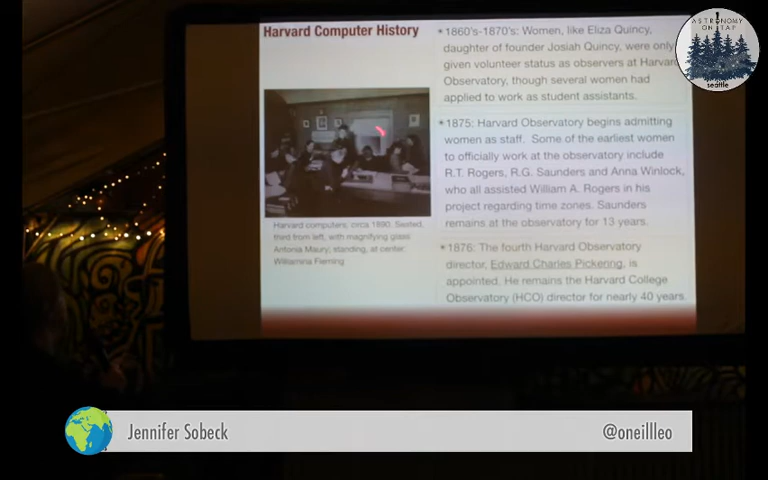 Harvard Computer History
* 1860's-1870's: Women, like Eliza Quincy,
daughter of founder Josiah Quincy, were only
given volunteer status as observers at Harvard
Observatory, though several women had
applied to work as student assistants.
* 1875: Harvard Observatory begins admitting
women as staff. Some of the earliest women
to officially work at the observatory include
R.T. Rogers, R.G. Saunders and Anna Winlock,
who all assisted William A. Rogers in his
project regarding time zones. Saunders
remains at the observatory for 13 years.
* 1876: The fourth Harvard Observatory
director, Edward Charles Pickering, is
appointed. He remains the Harvard College
Observatory (HCO) director for nearly 40 years.
Harvard computers, circa 1890. Seated,
third from left, with magnifying glass
Antonia Maury; standing, at center:
Williamina Fleming
ASTRONOMY
ON TAP
seattle
Jennifer Sobeck
@oneillleo